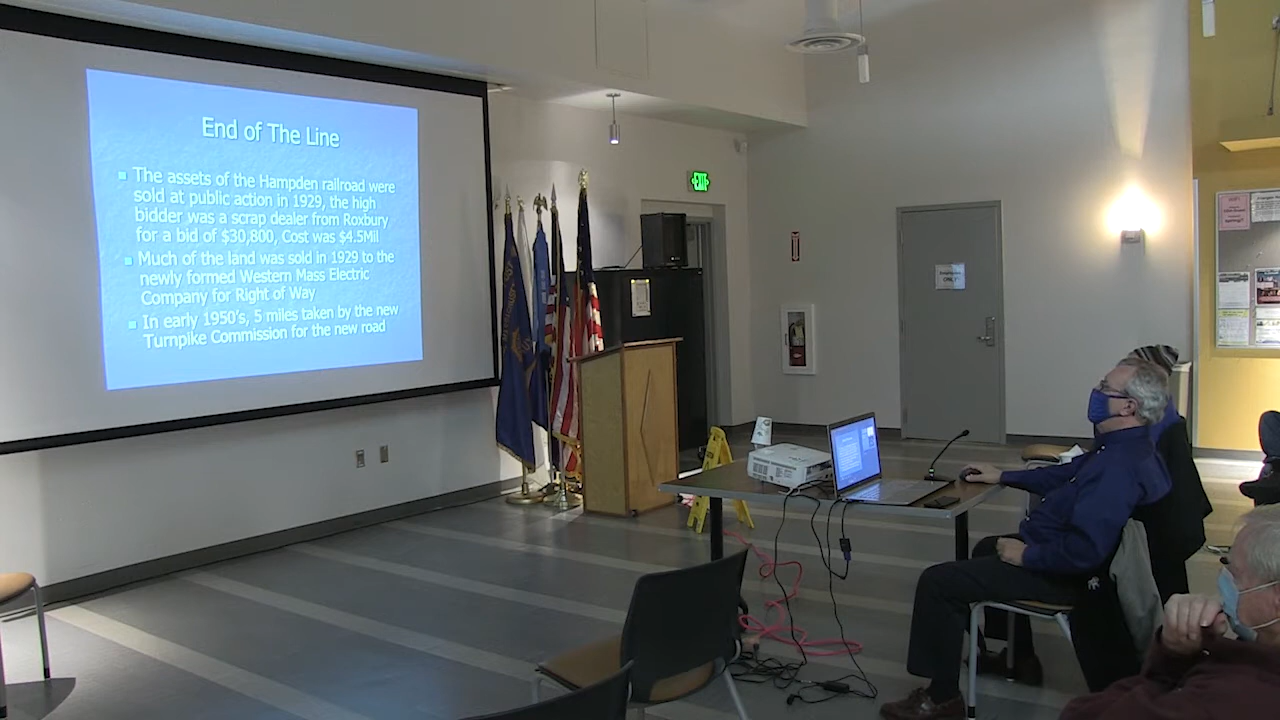 End of The Line
The assets of the Hampden railroad were
sold at public action in 1929, the high
bidder was a scrap dealer from Roxbury
for a bid of $30,800, Cost was $4.5Mil
Much of the land was sold in 1929 to the
newly formed Western Mass Electric
Company for Right of Way
In early 1950's, 5 miles taken by the new
Turnpike Commission for the new road
EXIT